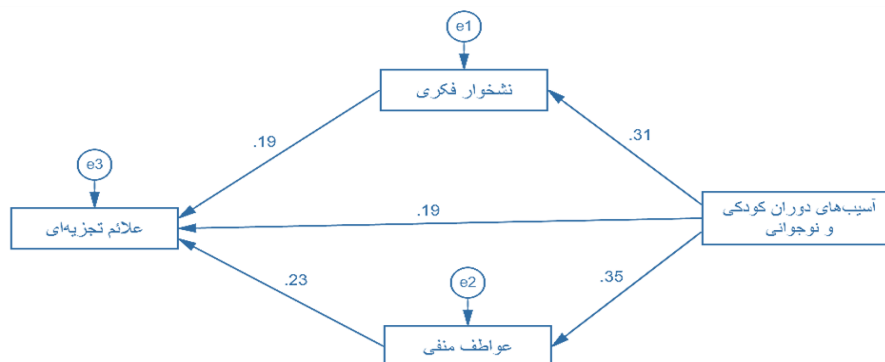 e1
نشخوار فکری
.31
.19
e3
آسیب‌های دوران کودکی
و نوجوانی
.19
علائم تجزیه‌ای
.35
.23
e2
عواطف منفی